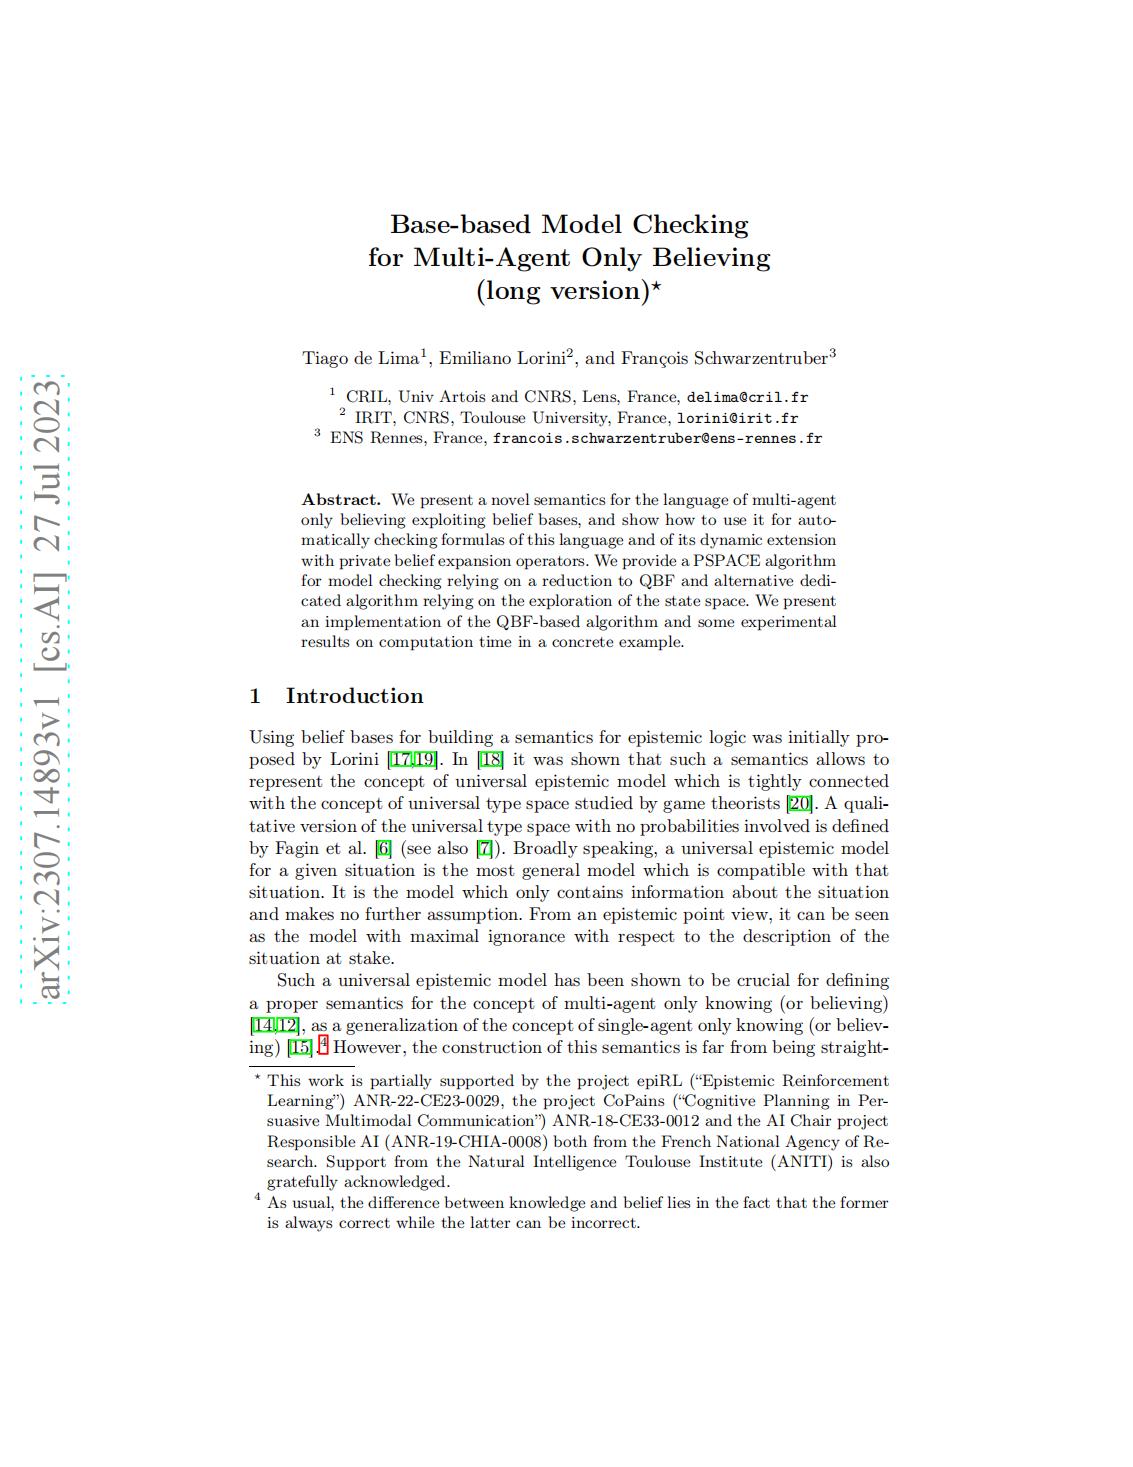 Base-based Model Checking
for Multi-Agent Only Believing
(long version)⋆
Tiago de Lima1, Emiliano Lorini2, and François Schwarzentruber3
1 CRIL, Univ Artois and CNRS, Lens, France, delima@cril.fr
2 IRIT, CNRS, Toulouse University, France, lorini@irit.fr
3 ENS Rennes, France, francois.schwarzentruber@ens-rennes.fr
arXiv:2307.14893v1 [cs.AI] 27 Jul 2023
Abstract. We present a novel semantics for the language of multi-agent
only believing exploiting belief bases, and show how to use it for auto-
matically checking formulas of this language and of its dynamic extension
with private belief expansion operators. We provide a PSPACE algorithm
for model checking relying on a reduction to QBF and alternative dedi-
cated algorithm relying on the exploration of the state space. We present
an implementation of the QBF-based algorithm and some experimental
results on computation time in a concrete example.
1 Introduction
Using belief bases for building a semantics for epistemic logic was initially pro-
posed by Lorini [17,19]. In [18] it was shown that such a semantics allows to
represent the concept of universal epistemic model which is tightly connected
with the concept of universal type space studied by game theorists [20]. A quali-
tative version of the universal type space with no probabilities involved is defined
by Fagin et al. [6] (see also [7]). Broadly speaking, a universal epistemic model
for a given situation is the most general model which is compatible with that
situation. It is the model which only contains information about the situation
and makes no further assumption. From an epistemic point view, it can be seen
as the model with maximal ignorance with respect to the description of the
situation at stake.
Such a universal epistemic model has been shown to be crucial for defining
a proper semantics for the concept of multi-agent only knowing (or believing)
[14,12], as a generalization of the concept of single-agent only knowing (or believ-
ing) [15].4 However, the construction of this semantics is far from being straight-
⋆ This work is partially supported by the project epiRL (“Epistemic Reinforcement
Learning”) ANR-22-CE23-0029, the project CoPains (“Cognitive Planning in Per-
suasive Multimodal Communication”) ANR-18-CE33-0012 and the AI Chair project
Responsible AI (ANR-19-CHIA-0008) both from the French National Agency of Re-
search. Support from the Natural Intelligence Toulouse Institute (ANITI) is also
gratefully acknowledged.
4 As usual, the difference between knowledge and belief lies in the fact that the former
is always correct while the latter can be incorrect.